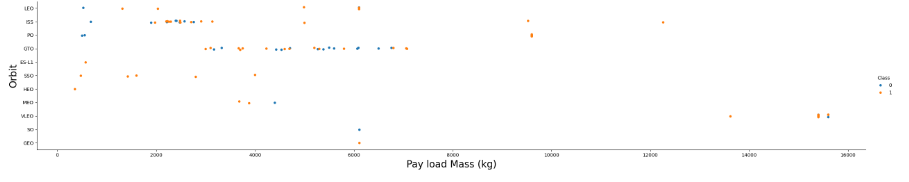 LEO
ISS
PO
GTO
ES-L1
SSO
HEO
MEO
VLEO
SO
GEO
Orbit
0
2000
4000
6000
8000
10000
12000
14000
16000
Pay load Mass (kg)
Class
0
1